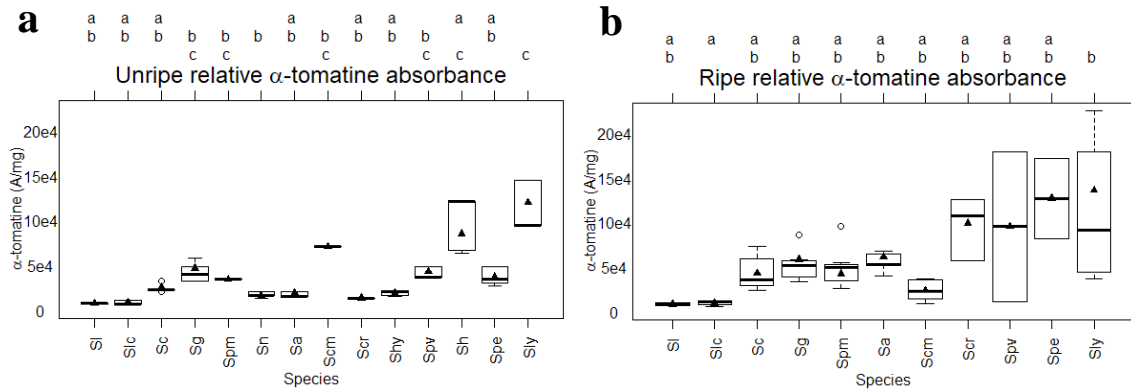 a
a a a a a a a a
b b b b b b b b b b b
c c c c c c
Unripe relative α-tomatine absorbance
α-tomatine (A/mg)
20e4
15e4
10e4
5e4
0
Sl Slc Sc Sg Spm Sn Sa Scm Scr Shy Spv Sh Spe Sly
Species
b
a a a a a a a a a a
b b b b b b b b b b
Ripe relative α-tomatine absorbance
α-tomatine (A/mg)
20e4
15e4
10e4
5e4
0
Sl Slc Sc Sg Spm Sa Scm Scr Spv Spe Sly
Species